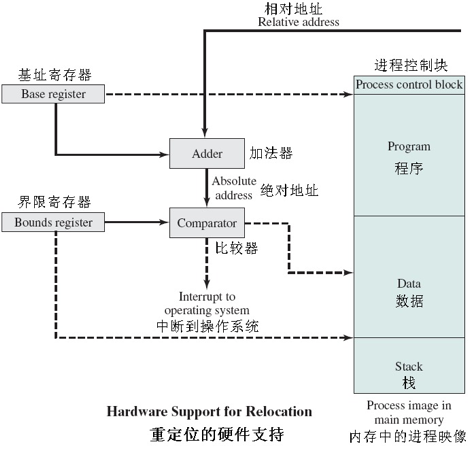 相对地址
Relative address
基址寄存器
Base register
进程控制块
Process control block
Adder
加法器
Program
程序
Absolute
address
绝对地址
界限寄存器
Bounds register
Comparator
比较器
Interrupt to
operating system
中断到操作系统
Data
数据
Stack
栈
Hardware Support for Relocation
重定位的硬件支持
Process image in
main memory
内存中的进程映像